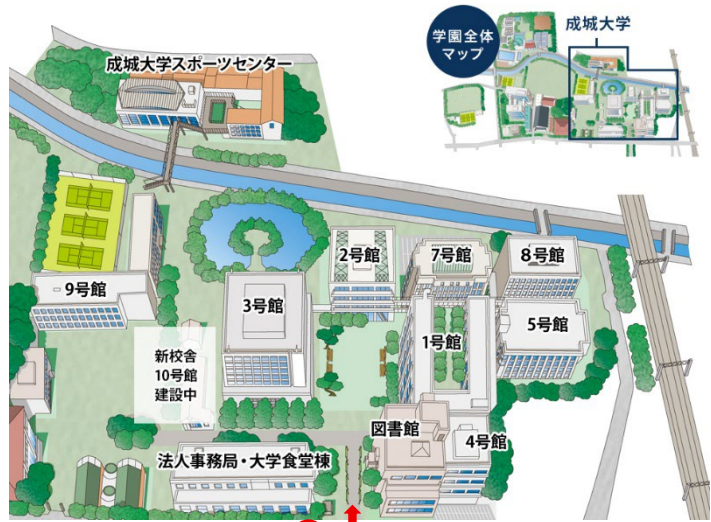 学園全体
マップ
成城大学
成城大学スポーツセンター
2号館
7号館
8号館
9号館
3号館
1号館
5号館
新校舎
10号館
建設中
図書館
4号館
法人事務局・大学食堂棟